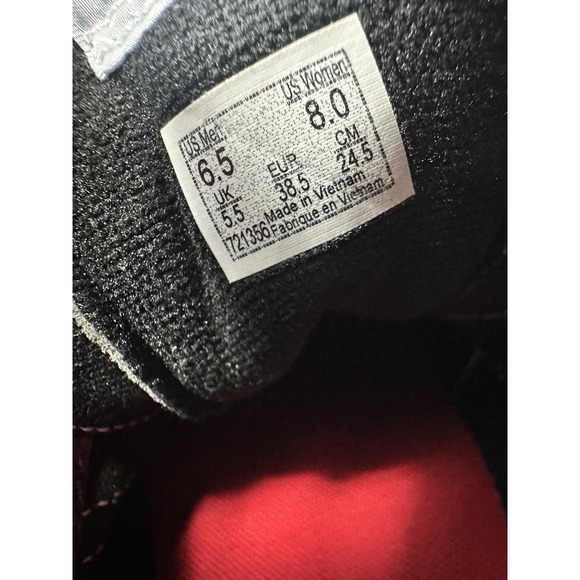 US Men US Women
6.5 8.0
UK EUR CM
5.5 38.5 24.5
721356 Made in Vietnam
Fabrique en Vietnam